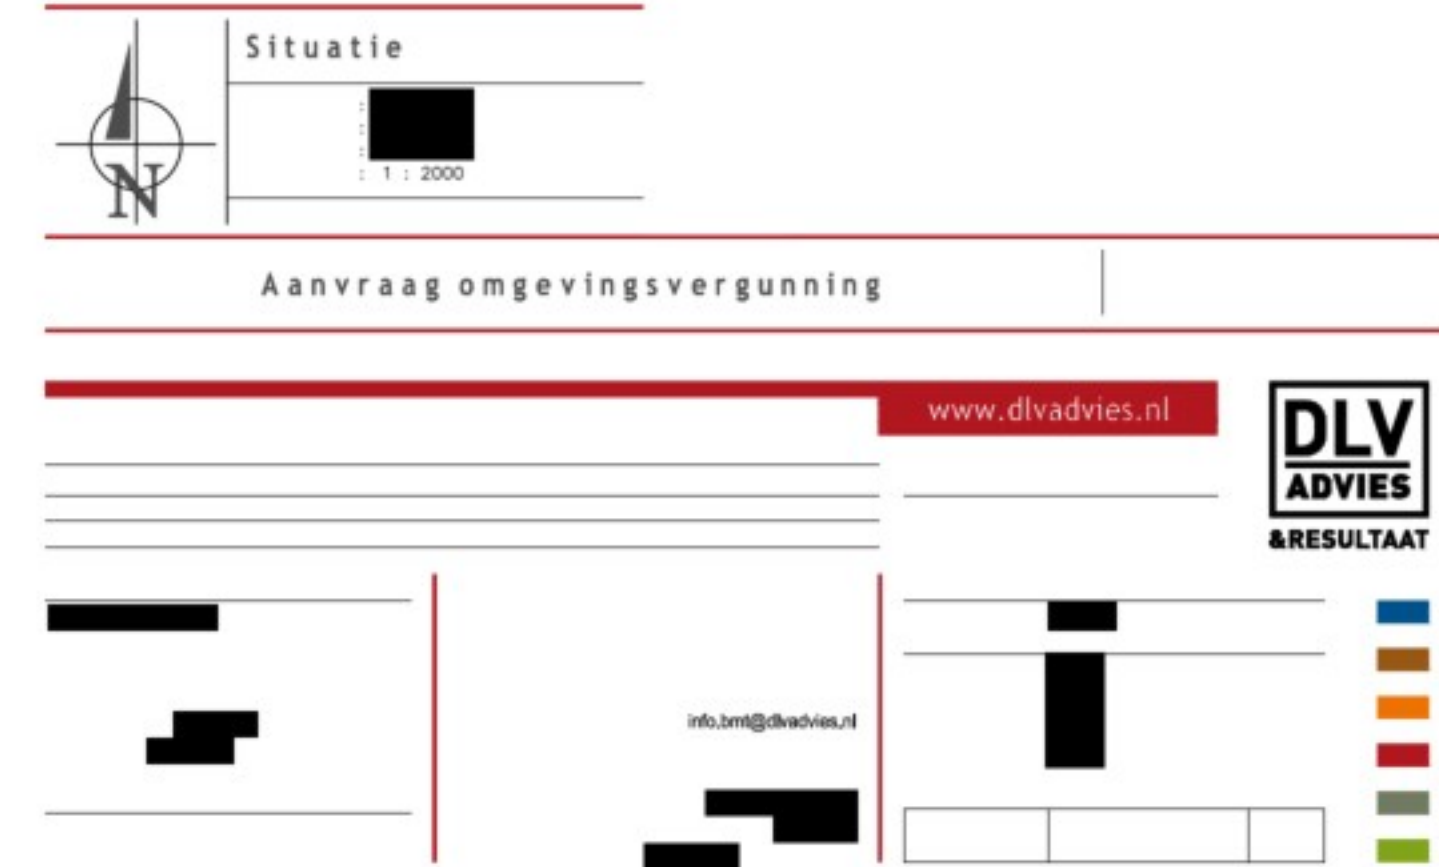 Situatie
:
:
:
: 1 : 2000
N
Aanvraag omgevingsvergunning
www.dlvadvies.nl
DLV
ADVIES
&RESULTAAT
info.bmt@dlvadvies.nl